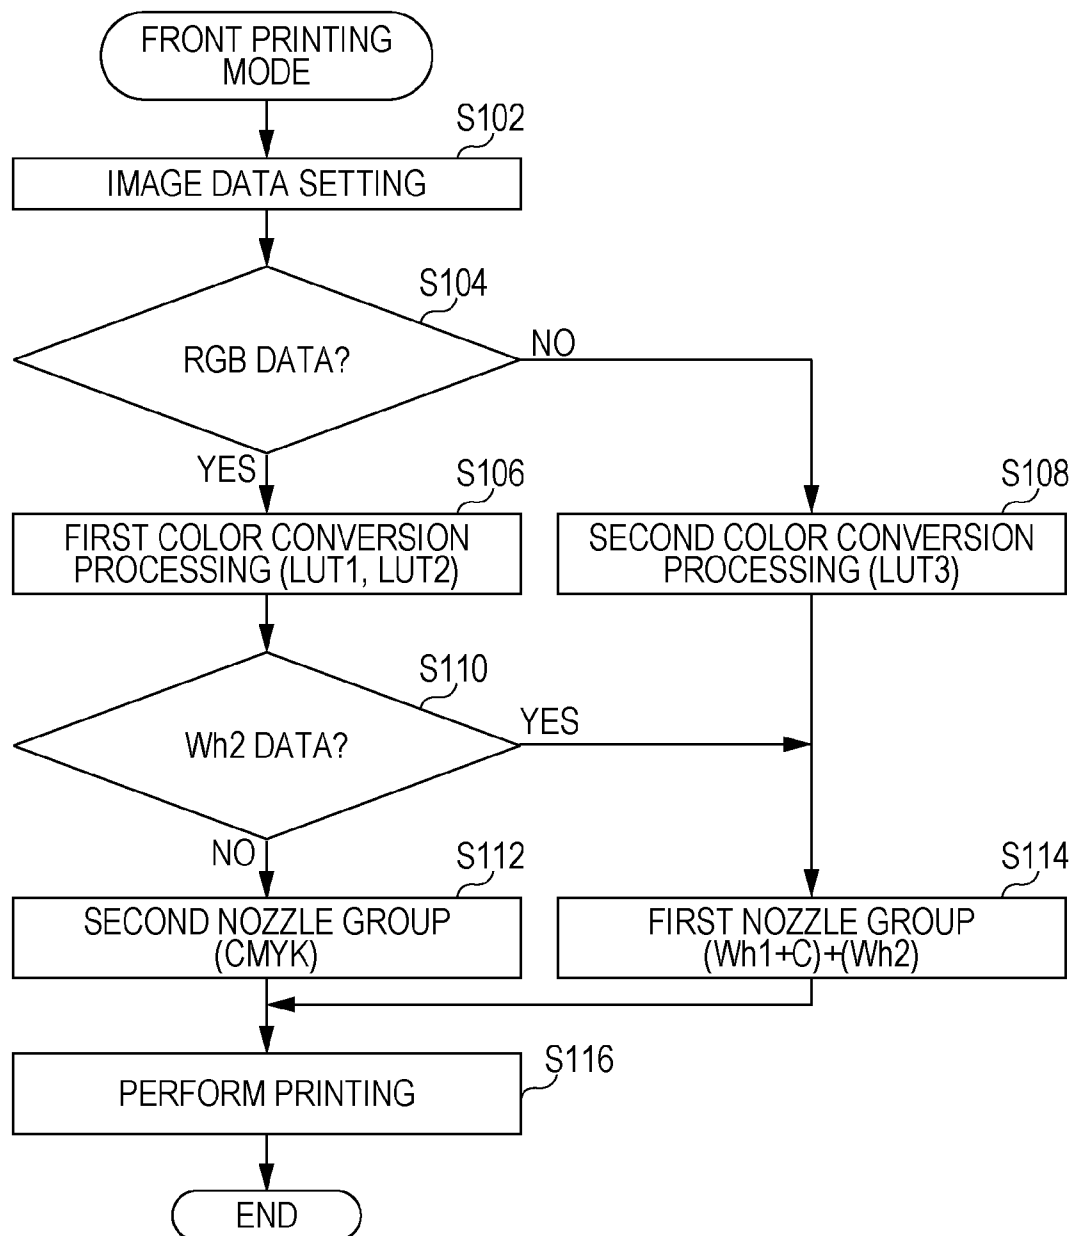 FRONT PRINTING
MODE
S102
IMAGE DATA SETTING
S104
RGB DATA?
NO
YES
S106
FIRST COLOR CONVERSION
PROCESSING (LUT1, LUT2)
S108
SECOND COLOR CONVERSION
PROCESSING (LUT3)
S110
Wh2 DATA?
YES
NO
S112
SECOND NOZZLE GROUP
(CMYK)
S114
FIRST NOZZLE GROUP
(Wh1+C)+(Wh2)
S116
PERFORM PRINTING
END